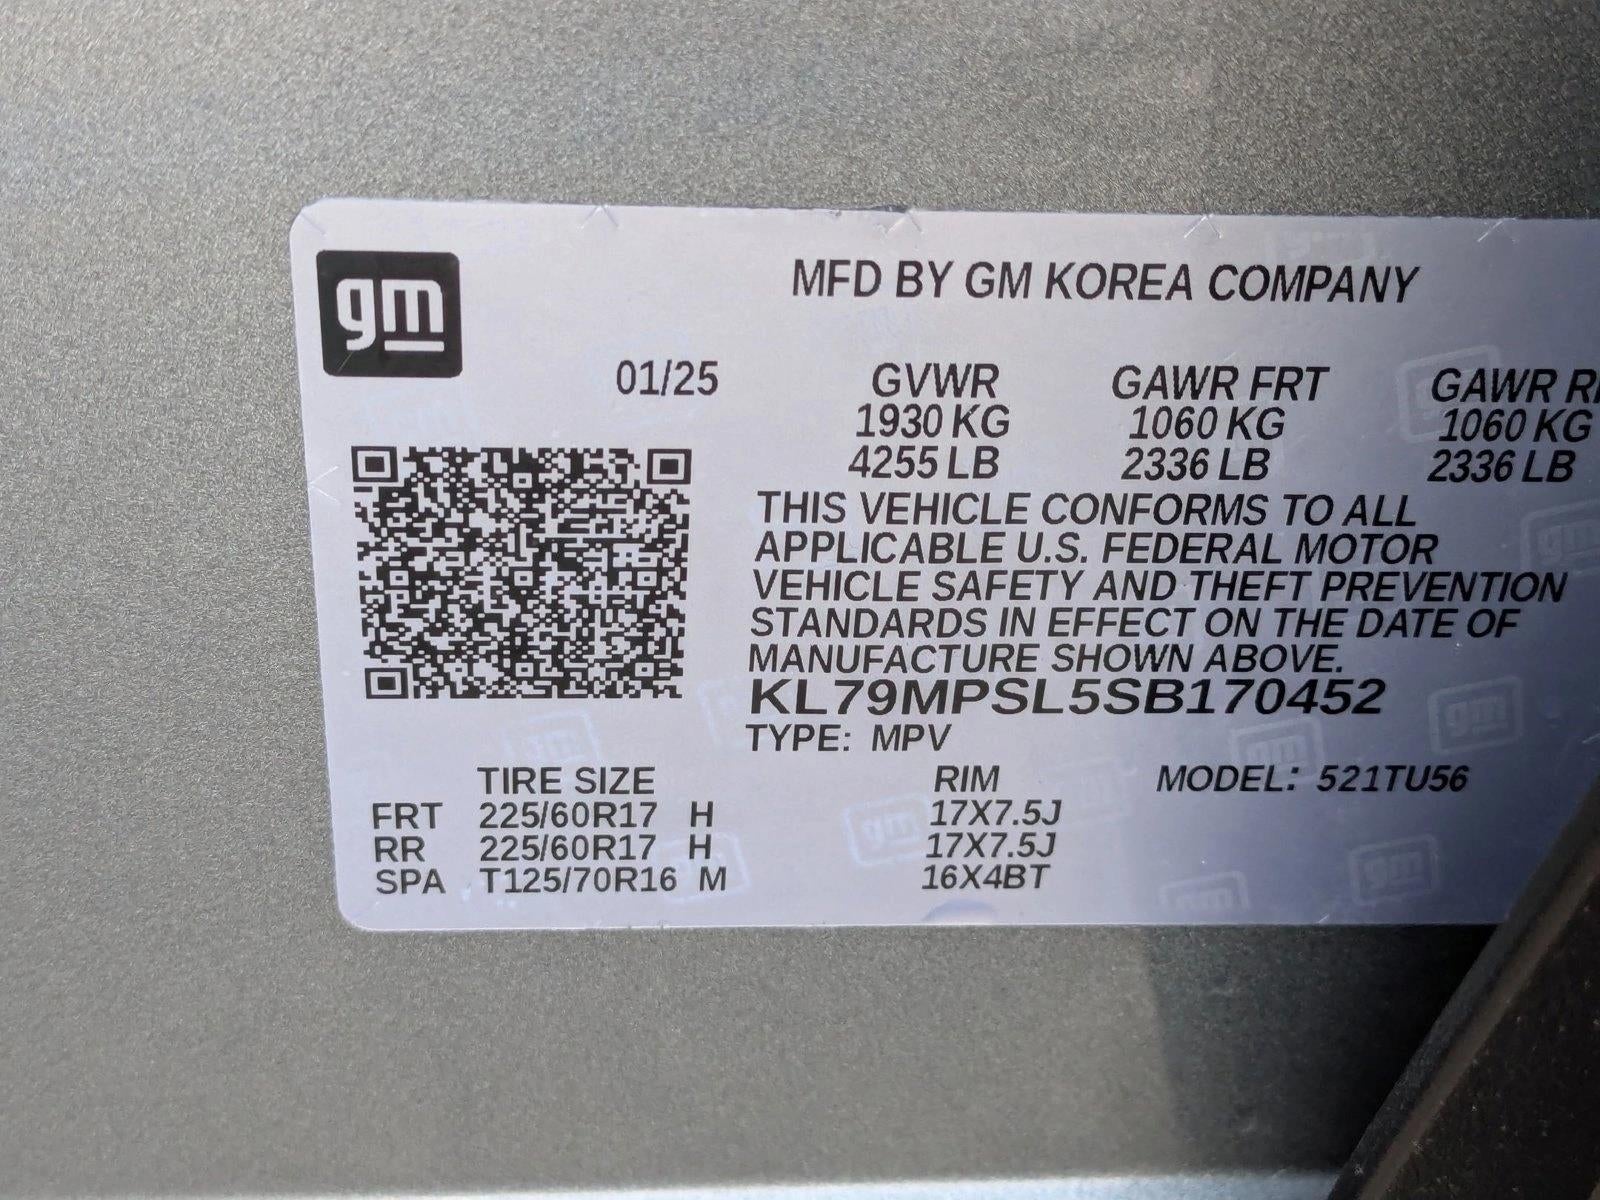 gm
MFD BY GM KOREA COMPANY
01/25 GVWR GAWR FRT GAWR
1930 KG 1060 KG 1060 KG
4255 LB 2336 LB 2336 LB
THIS VEHICLE CONFORMS TO ALL
APPLICABLE U.S. FEDERAL MOTOR
VEHICLE SAFETY AND THEFT PREVENTION
STANDARDS IN EFFECT ON THE DATE OF
MANUFACTURE SHOWN ABOVE.
KL79MPSL5SB170452
TYPE: MPV
TIRE SIZE RIM MODEL: 521TU56
FRT 225/60R17 H 17X7.5J
RR 225/60R17 H 17X7.5J
SPA T125/70R16 M 16X4BT